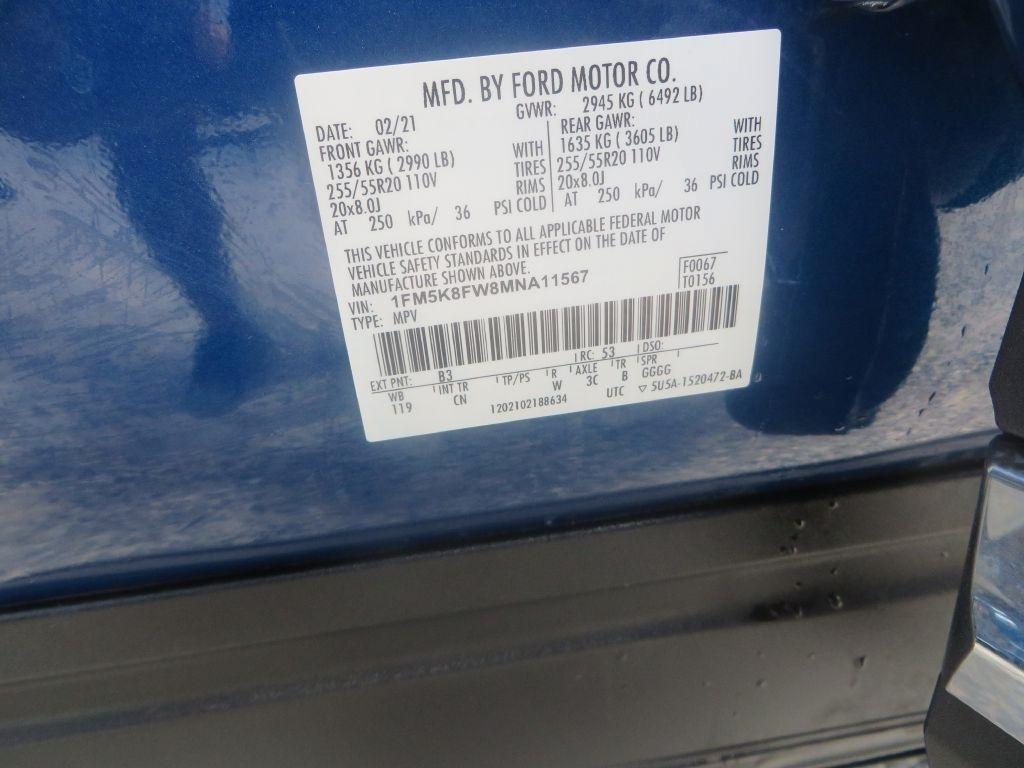 MFD. BY FORD MOTOR CO.
DATE: 02/21 GVWR: 2945 KG ( 6492 LB)
FRONT GAWR: REAR GAWR:
1356 KG ( 2990 LB) WITH 1635 KG ( 3605 LB) WITH
255/55R20 110V TIRES 255/55R20 110V TIRES
20x8.0J RIMS 20x8.0J RIMS
AT 250 kPa/ 36 PSI COLD AT 250 kPa/ 36 PSI COLD
THIS VEHICLE CONFORMS TO ALL APPLICABLE FEDERAL MOTOR
VEHICLE SAFETY STANDARDS IN EFFECT ON THE DATE OF
MANUFACTURE SHOWN ABOVE.
VIN: 1FM5K8FW8MNA11567 F0067
TYPE: MPV T0156
EXT PNT: B3 RC: 53 DSO:
WB INT TR TP/PS R AXLE TR SPR
119 CN W 3C B GGGG
1202102188634 UTC ▽ 5U5A-1520472-BA